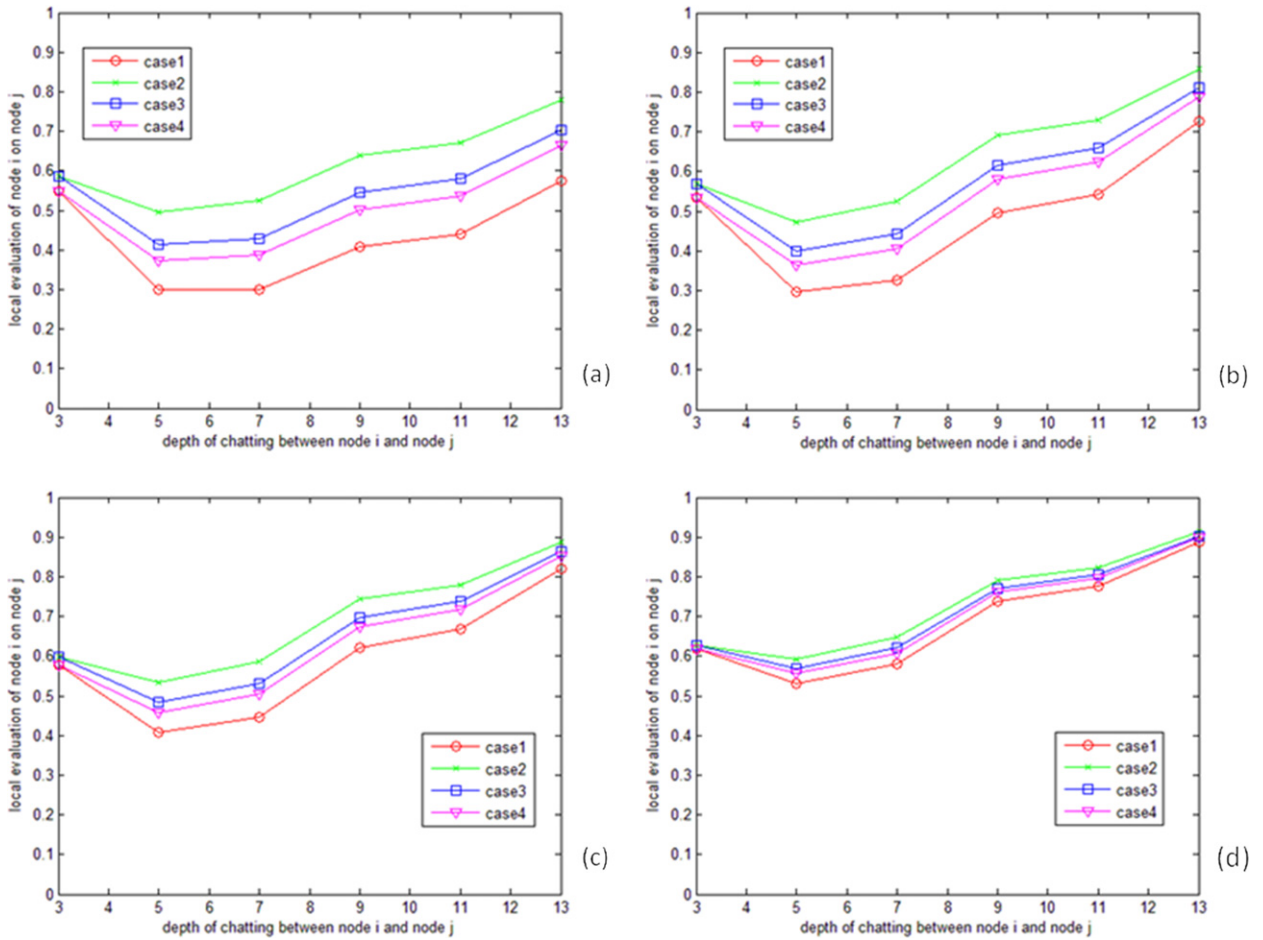 1
0.9
0.8
0.7
0.6
0.5
0.4
0.3
0.2
0.1
0
local evaluation of node i on node j
case1
case2
case3
case4
3 4 5 6 7 8 9 10 11 12 13
depth of chatting between node i and node j
(a)
1
0.9
0.8
0.7
0.6
0.5
0.4
0.3
0.2
0.1
0
local evaluation of node i on node j
case1
case2
case3
case4
3 4 5 6 7 8 9 10 11 12 13
depth of chatting between node i and node j
(b)
1
0.9
0.8
0.7
0.6
0.5
0.4
0.3
0.2
0.1
0
local evaluation of node i on node j
case1
case2
case3
case4
3 4 5 6 7 8 9 10 11 12 13
depth of chatting between node i and node j
(c)
1
0.9
0.8
0.7
0.6
0.5
0.4
0.3
0.2
0.1
0
local evaluation of node i on node j
case1
case2
case3
case4
3 4 5 6 7 8 9 10 11 12 13
depth of chatting between node i and node j
(d)